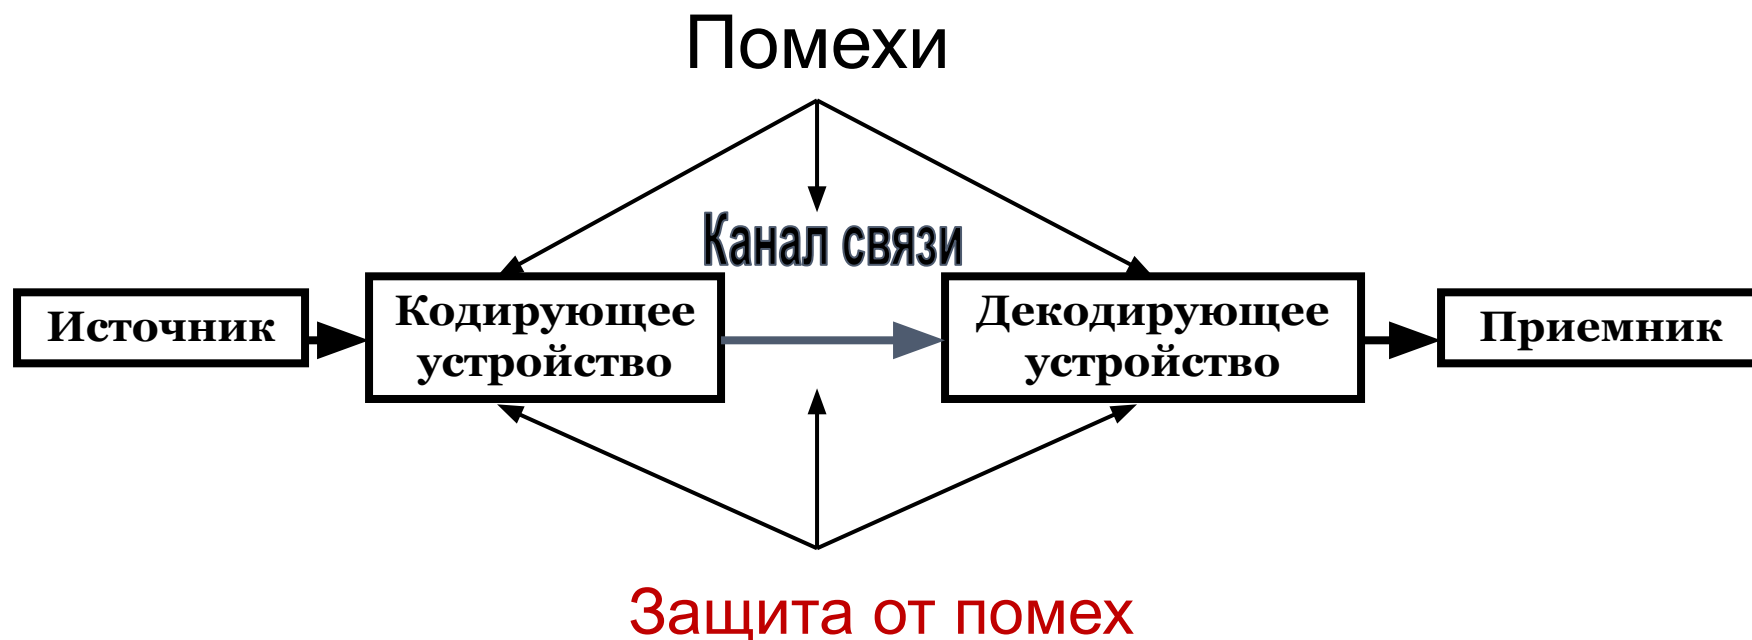 Помехи
Канал связи
Источник
Кодирующее
устройство
Декодирующее
устройство
Приемник
Защита от помех